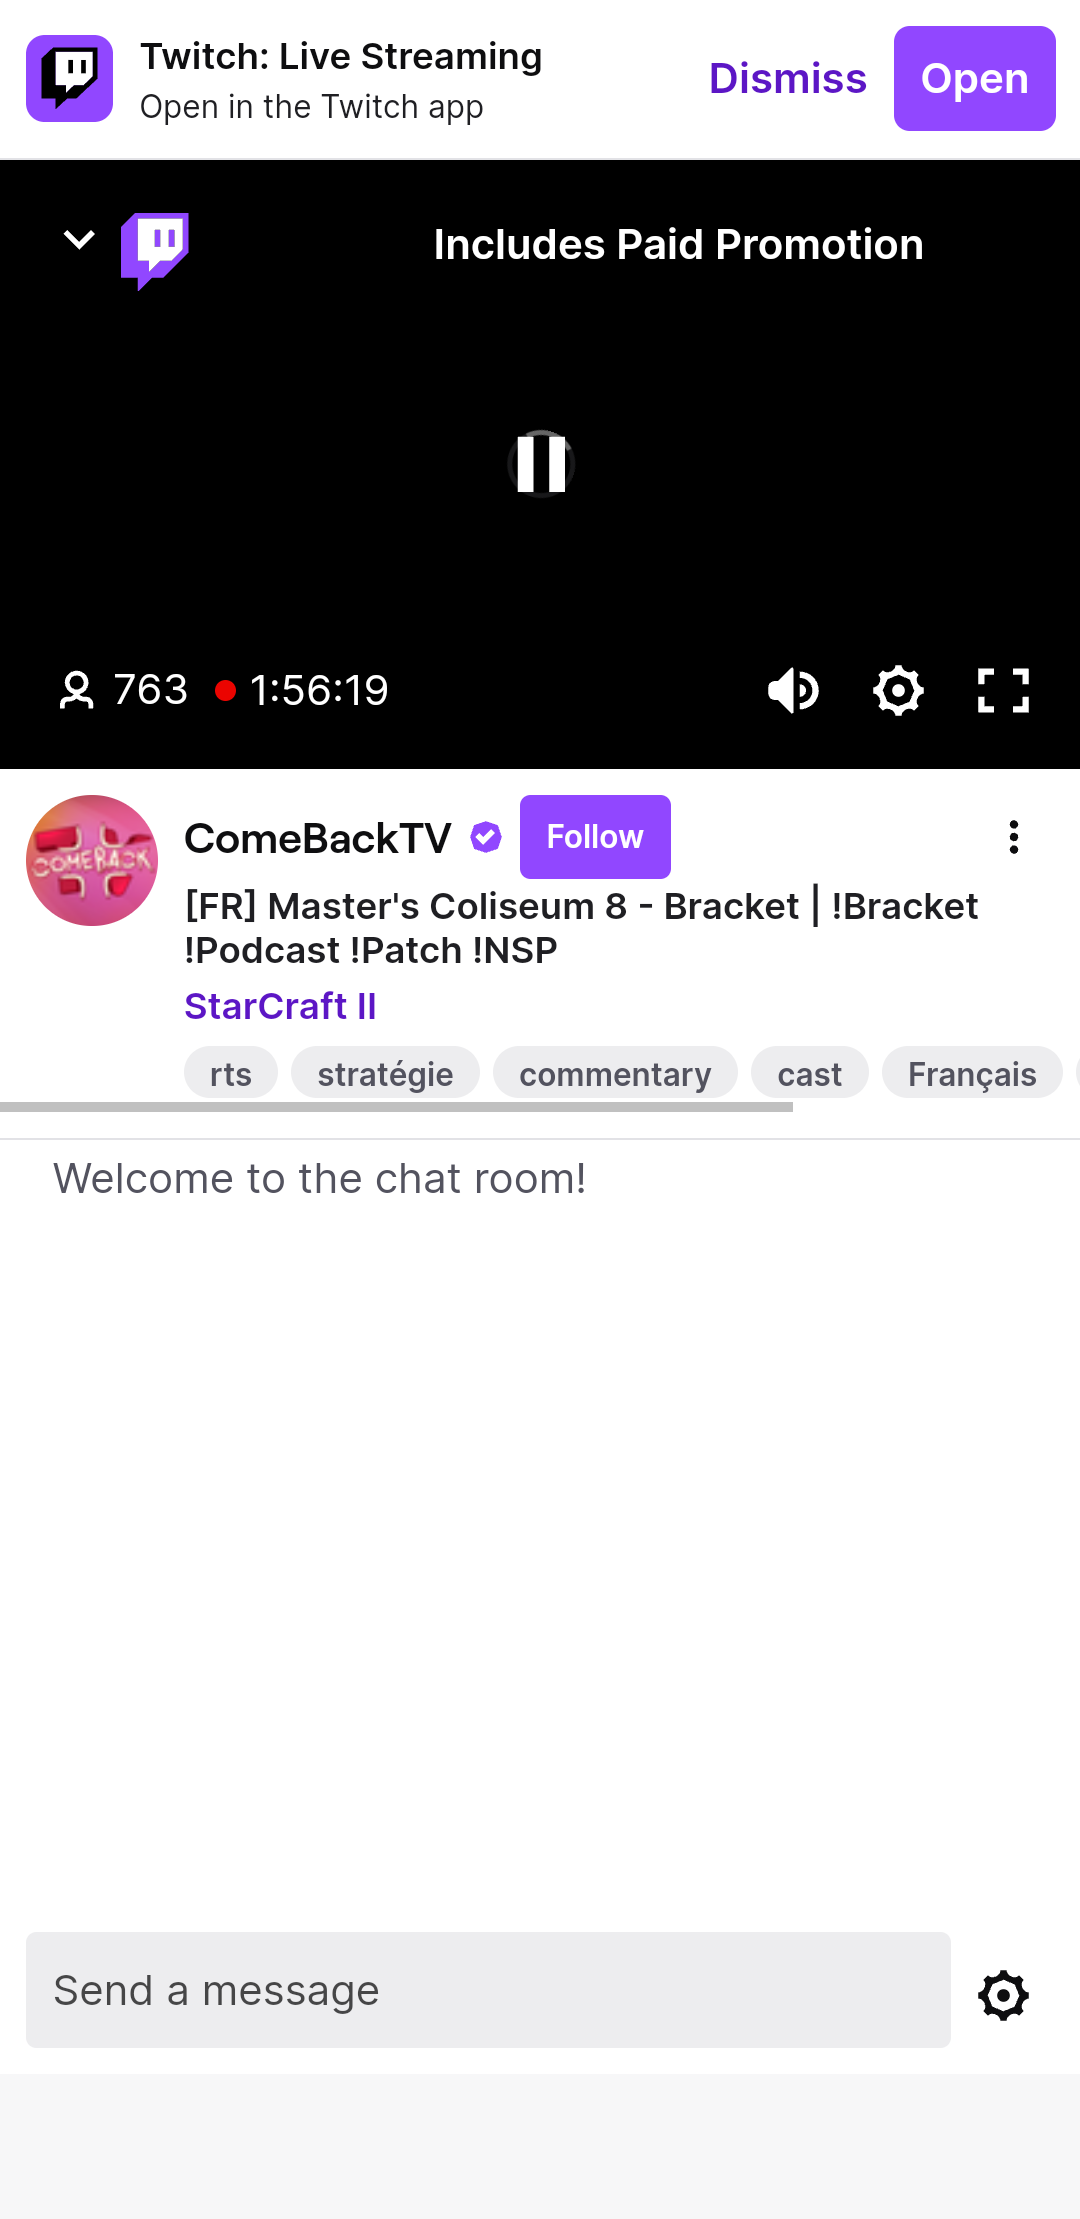 Twitch: Live Streaming
Open in the Twitch app
Dismiss
Open
Includes Paid Promotion
763
1:56:19
COMEBACK
ComeBackTV
Follow
[FR] Master's Coliseum 8 - Bracket | !Bracket
!Podcast !Patch !NSP
StarCraft II
rts stratégie commentary cast Français
Welcome to the chat room!
Send a message